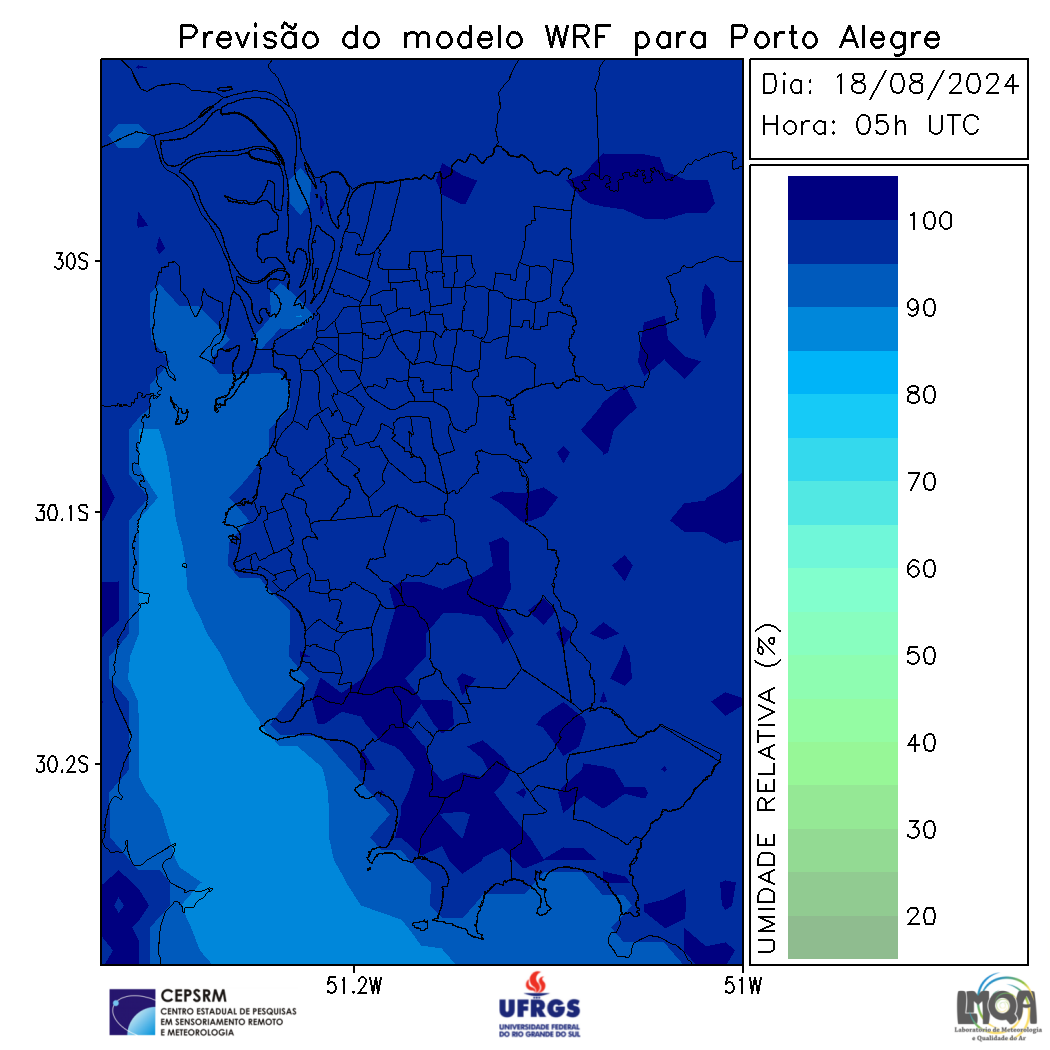 Previsão do modelo WRF para Porto Alegre
Dia: 18/08/2024
Hora: 05h UTC
30S
30.1S
30.2S
51.2W
51W
100
90
80
70
60
50
40
30
20
UMIDADE RELATIVA (%)
CEPSRM
CENTRO ESTADUAL DE PESQUISAS
EM SENSORIAMENTO REMOTO
E METEOROLOGIA
UFRGS
UNIVERSIDADE FEDERAL
DO RIO GRANDE DO SUL
LMQA
Laboratório de Meteorologia
e Qualidade do Ar